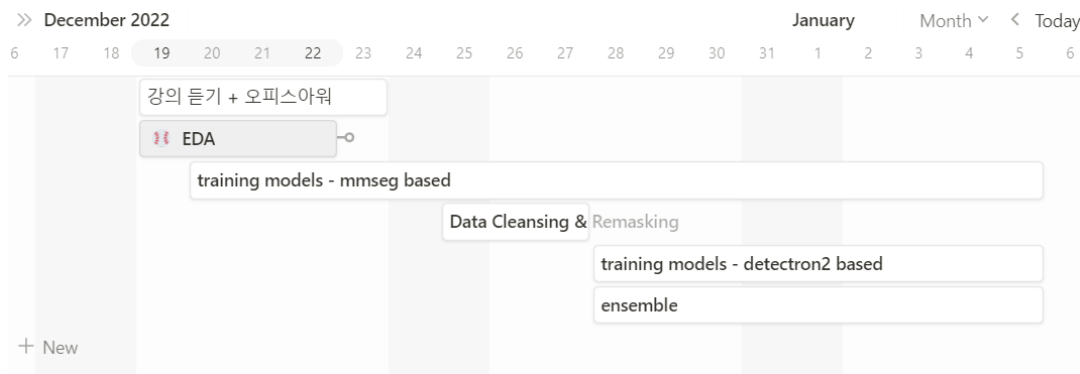 December 2022 January Month Today
6 17 18 19 20 21 22 23 24 25 26 27 28 29 30 31 1 2 3 4 5 6
강의 듣기 + 오피스아워
EDA
training models - mmseg based
Data Cleansing & Remasking
training models - detectron2 based
ensemble
+ New